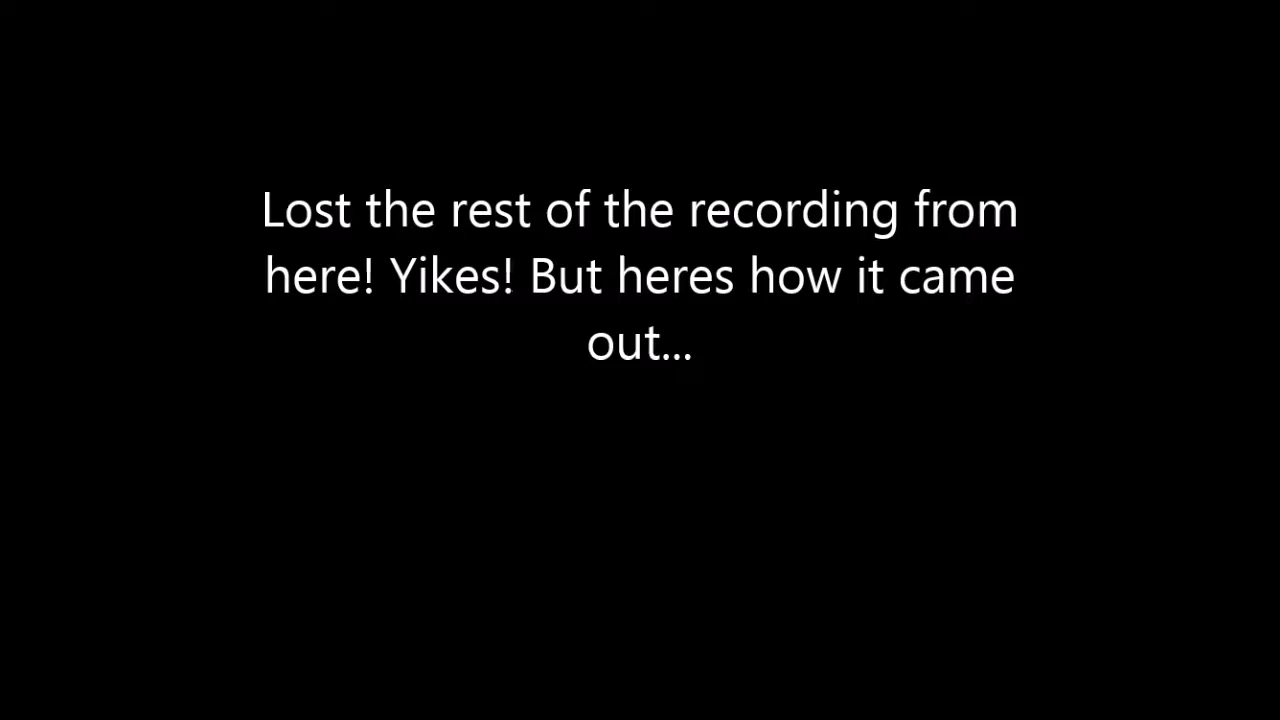 Lost the rest of the recording from
here! Yikes! But heres how it came
out...